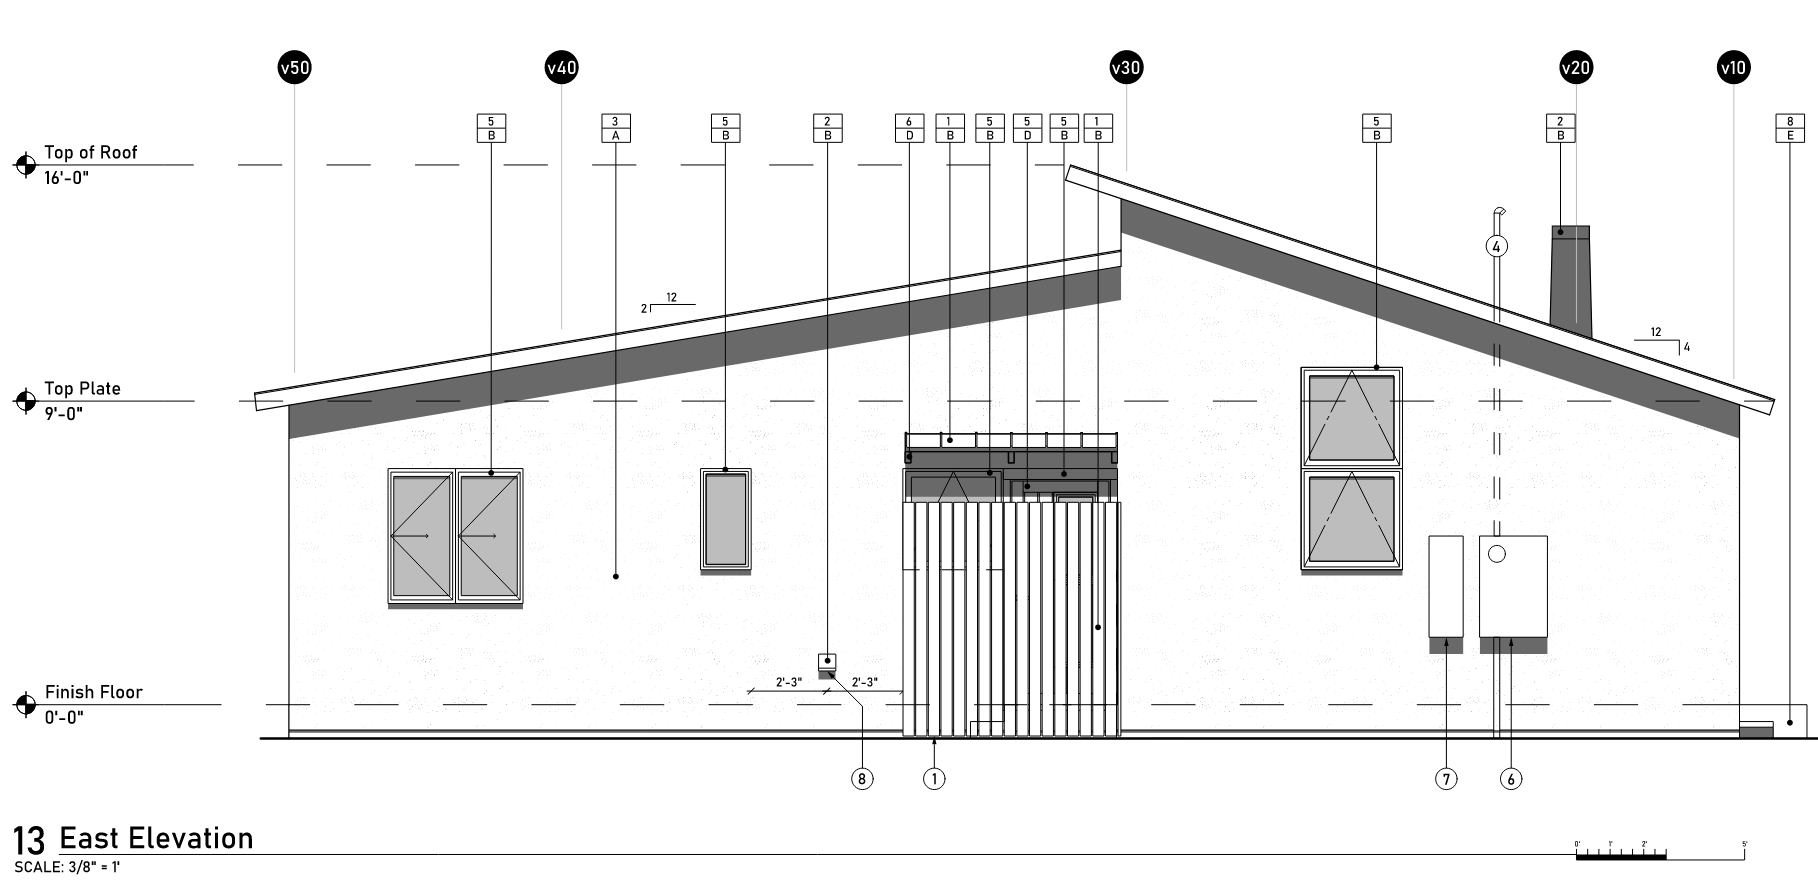 v50
v40
v30
v20
v10
5
B
3
A
5
B
2
B
6
D
1
B
5
B
5
D
5
B
1
B
5
B
2
B
8
E
Top of Roof
16'-0"
4
12
2
12
4
Top Plate
9'-0"
2'-3"
2'-3"
Finish Floor
0'-0"
8
1
7
6
13 East Elevation
SCALE: 3/8" = 1'
0' 1' 2' 5'